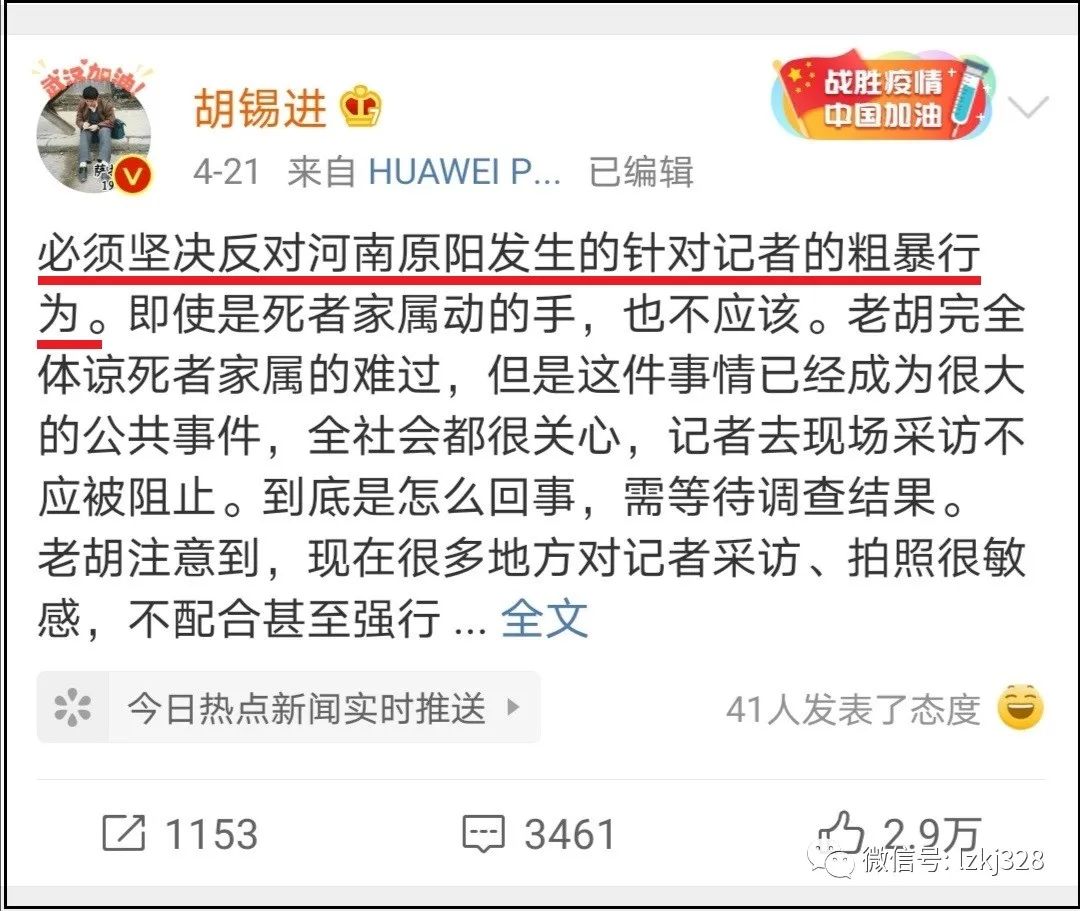 武汉加油!
胡锡进
战胜疫情
中国加油
4-21 来自 HUAWEI P... 已编辑
必须坚决反对河南原阳发生的针对记者的粗暴行
为。即使是死者家属动的手，也不应该。老胡完全
体谅死者家属的难过，但是这件事情已经成为很大
的公共事件，全社会都很关心，记者去现场采访不
应被阻止。到底是怎么回事，需等待调查结果。
老胡注意到，现在很多地方对记者采访、拍照很敏
感，不配合甚至强行 ... 全文
今日热点新闻实时推送
41人发表了态度
1153
3461
2.9万
微信号: lzkj328